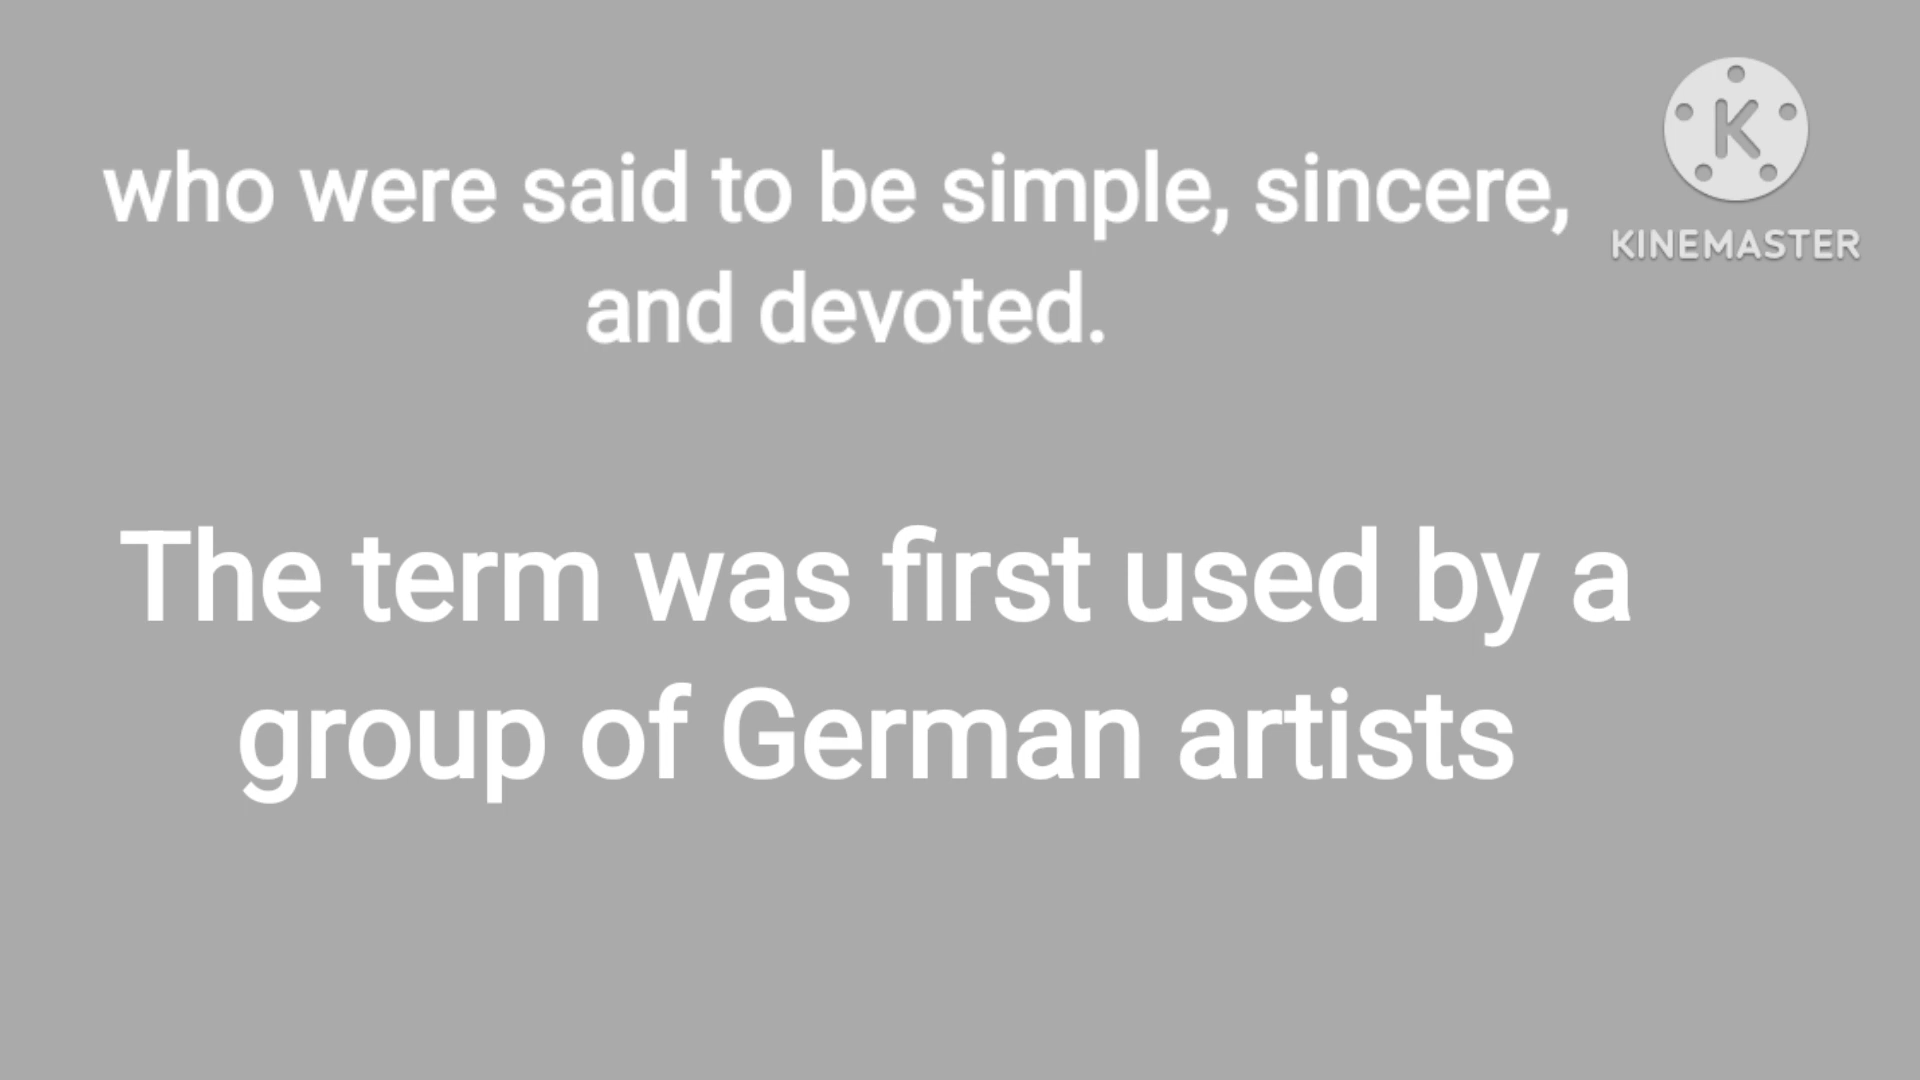 who were said to be simple, sincere,
and devoted.
The term was first used by a
group of German artists
K
KINEMASTER